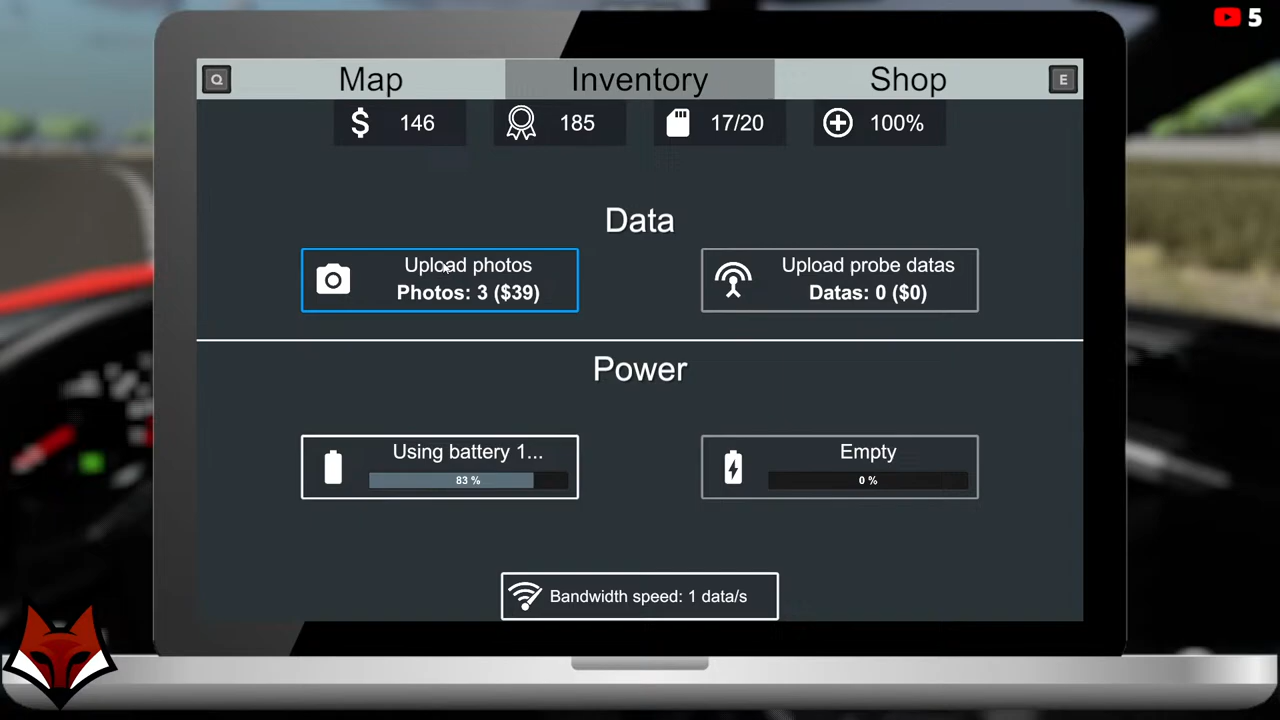 5
Q
Map
Inventory
Shop
E
$ 146
185
17/20
100%
Data
Upload photos
Photos: 3 ($39)
Upload probe datas
Datas: 0 ($0)
Power
Using battery 1...
83 %
Empty
0 %
Bandwidth speed: 1 data/s